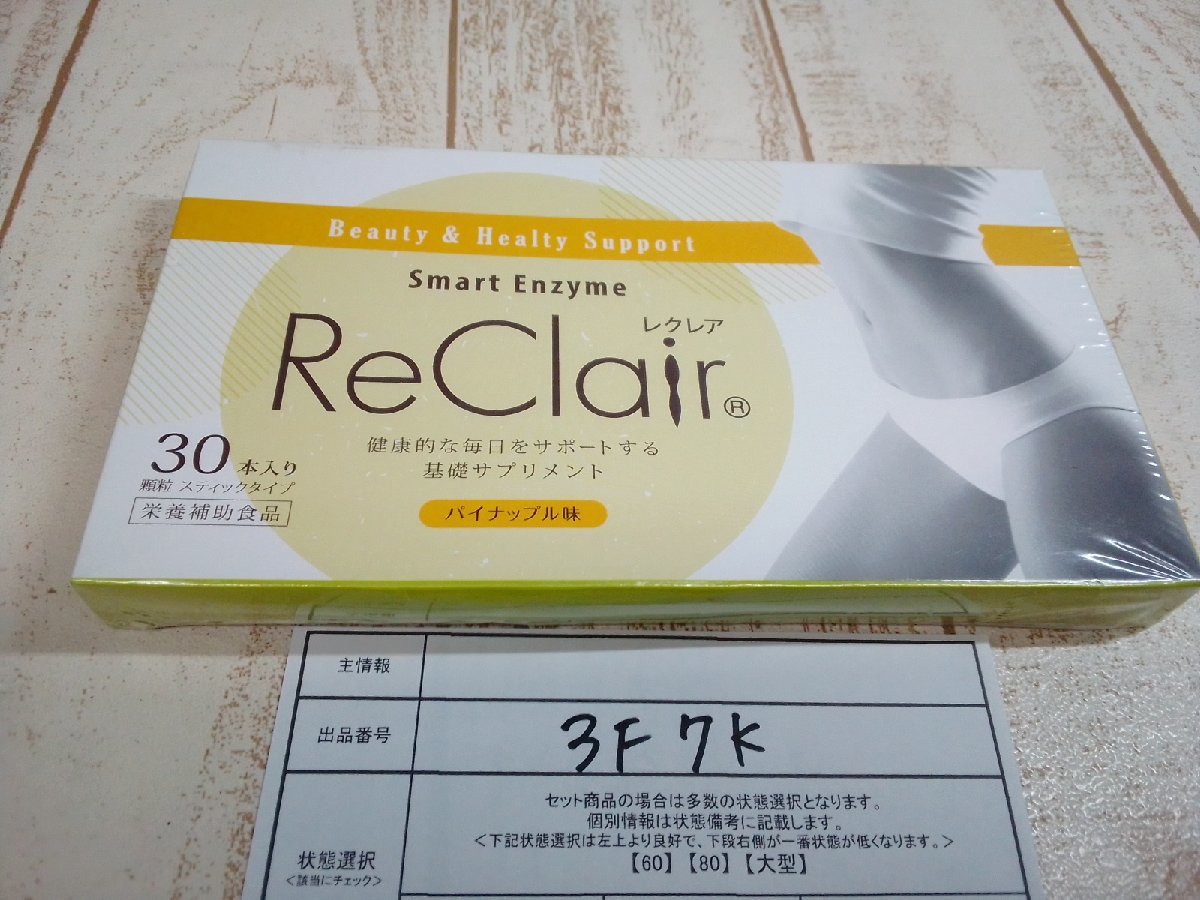 Beauty & Healty Support
Smart Enzyme
レクレア
ReClair®
健康的な毎日をサポートする
基礎サプリメント
パイナップル味
30本入り
顆粒 スティックタイプ
栄養補助食品
主情報
出品番号
3F7K
セット商品の場合は多数の状態選択となります。
個別情報は状態備考に記載します。
<下記状態選択は左上より良好で、下段右側が一番状態が低くなります。>
【60】【80】【大型】
状態選択
<該当にチェック>